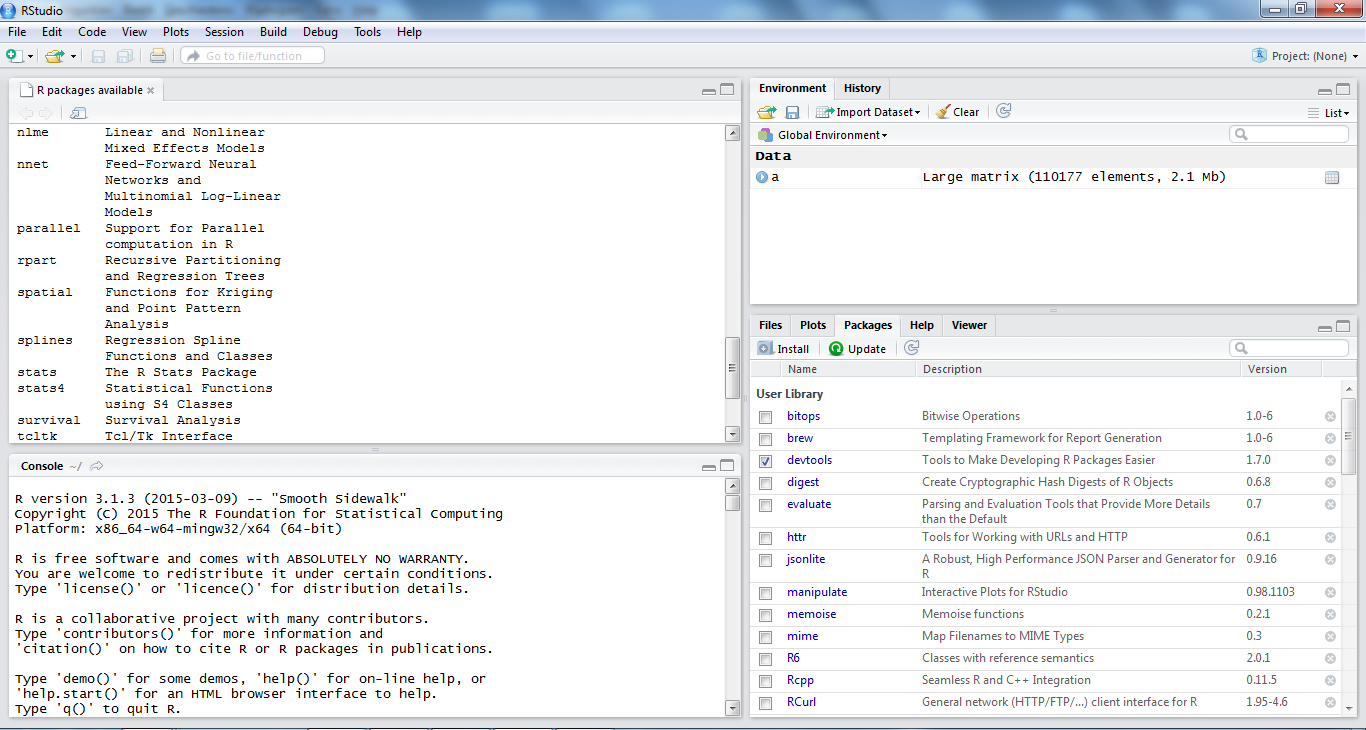 RStudio
File Edit Code View Plots Session Build Debug Tools Help
Go to file/function
Project: (None)
R packages available
nlme Linear and Nonlinear
Mixed Effects Models
nnet Feed-Forward Neural
Networks and
Multinomial Log-Linear
Models
parallel Support for Parallel
computation in R
rpart Recursive Partitioning
and Regression Trees
spatial Functions for Kriging
and Point Pattern
Analysis
splines Regression Spline
Functions and Classes
stats The R Stats Package
stats4 Statistical Functions
using S4 Classes
survival Survival Analysis
tcltk Tcl/Tk Interface
Console ~/
R version 3.1.3 (2015-03-09) -- "Smooth Sidewalk"
Copyright (C) 2015 The R Foundation for Statistical Computing
Platform: x86_64-w64-mingw32/x64 (64-bit)
R is free software and comes with ABSOLUTELY NO WARRANTY.
You are welcome to redistribute it under certain conditions.
Type 'license()' or 'licence()' for distribution details.
R is a collaborative project with many contributors.
Type 'contributors()' for more information and
'citation()' on how to cite R or R packages in publications.
Type 'demo()' for some demos, 'help()' for on-line help, or
'help.start()' for an HTML browser interface to help.
Type 'q()' to quit R.
Environment History
Import Dataset Clear List
Global Environment
Data
a Large matrix (110177 elements, 2.1 Mb)
Files Plots Packages Help Viewer
Install Update
Name Description Version
User Library
bitops Bitwise Operations 1.0-6
brew Templating Framework for Report Generation 1.0-6
devtools Tools to Make Developing R Packages Easier 1.7.0
digest Create Cryptographic Hash Digests of R Objects 0.6.8
evaluate Parsing and Evaluation Tools that Provide More Details 0.7
than the Default
httr Tools for Working with URLs and HTTP 0.6.1
jsonlite A Robust, High Performance JSON Parser and Generator for 0.9.16
R
manipulate Interactive Plots for RStudio 0.98.1103
memoise Memoise functions 0.2.1
mime Map Filenames to MIME Types 0.3
R6 Classes with reference semantics 2.0.1
Rcpp Seamless R and C++ Integration 0.11.5
RCurl General network (HTTP/FTP/...) client interface for R 1.95-4.6